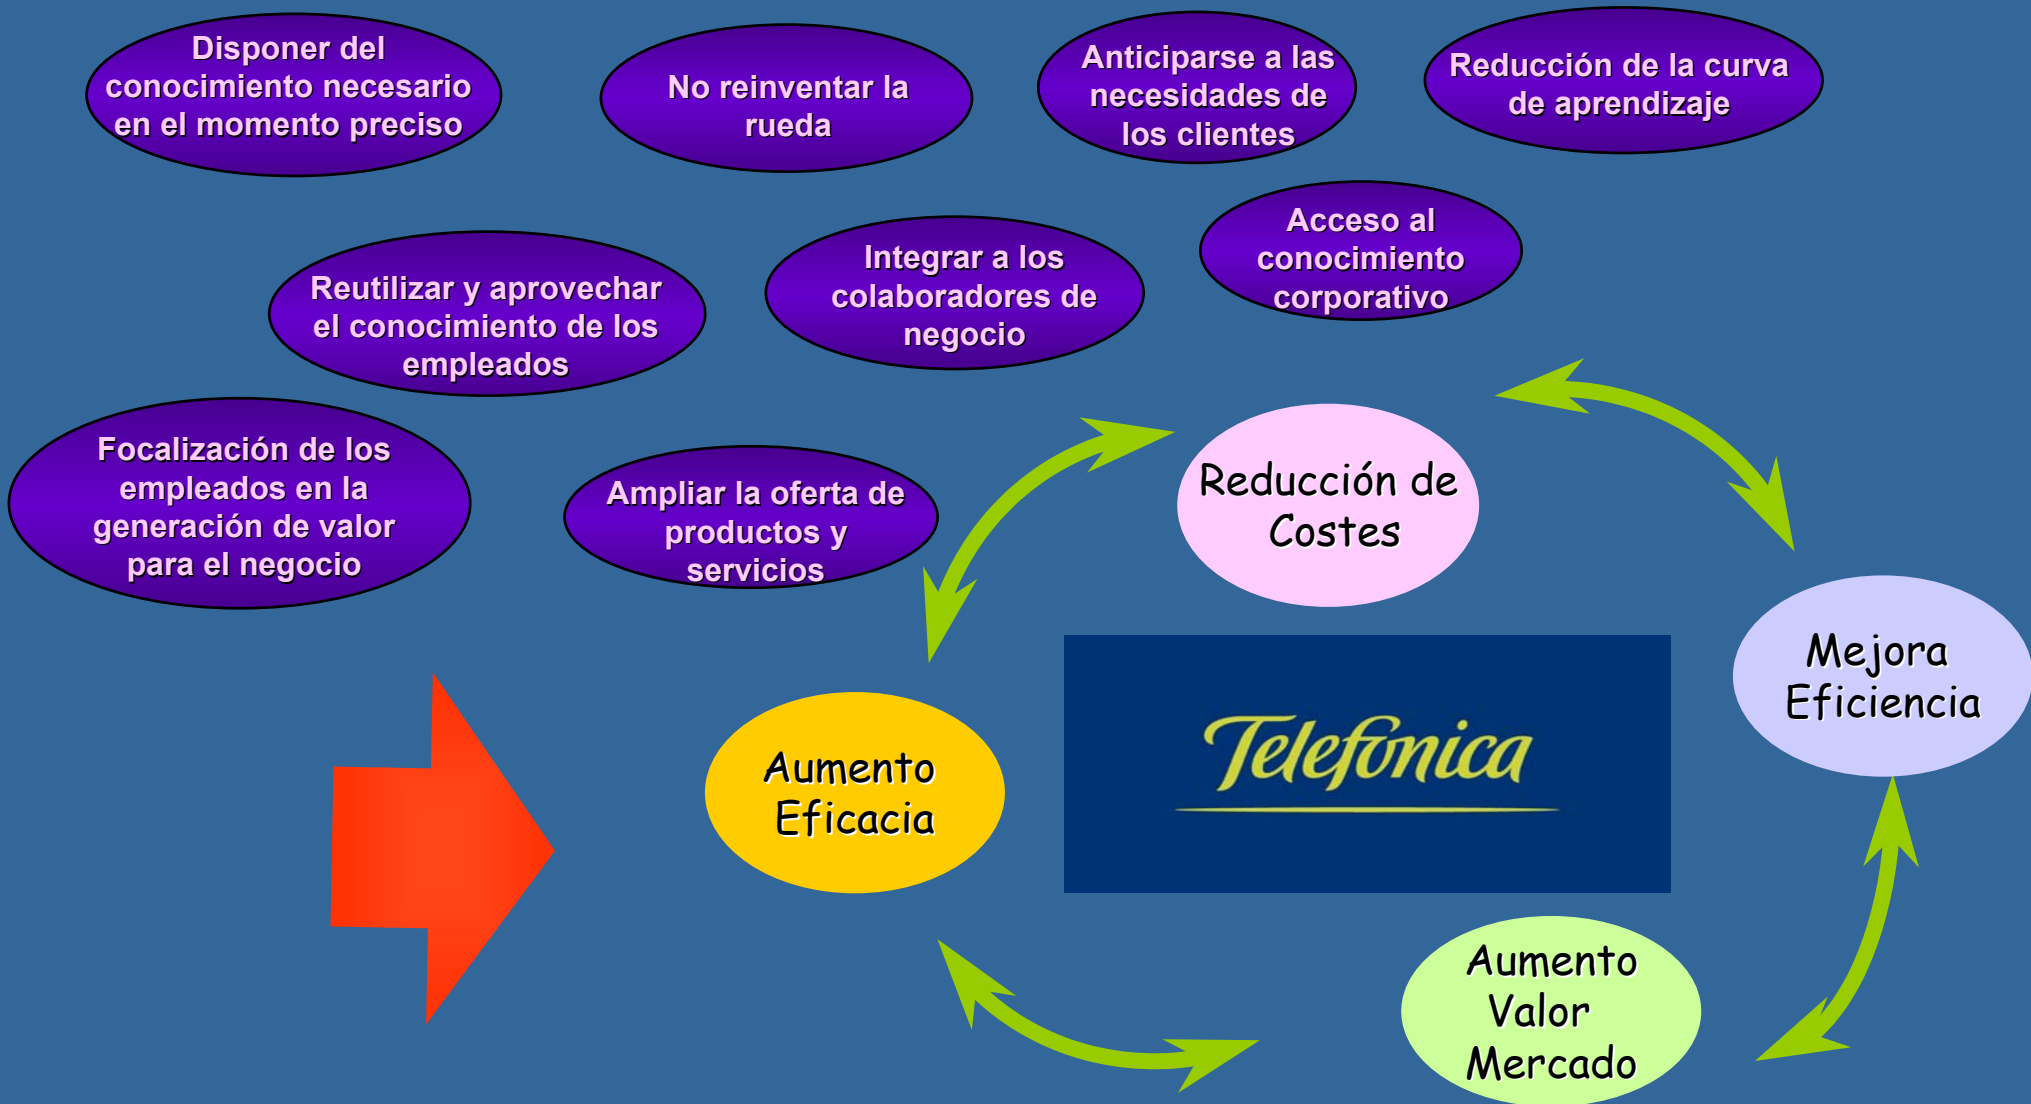 Disponer del
conocimiento necesario
en el momento preciso
No reinventar la
rueda
Anticiparse a las
necesidades de
los clientes
Reducción de la curva
de aprendizaje
Reutilizar y aprovechar
el conocimiento de los
empleados
Integrar a los
colaboradores de
negocio
Acceso al
conocimiento
corporativo
Focalización de los
empleados en la
generación de valor
para el negocio
Ampliar la oferta de
productos y
servicios
Reducción de
Costes
Mejora
Eficiencia
Aumento
Eficacia
Telefónica
Aumento
Valor
Mercado